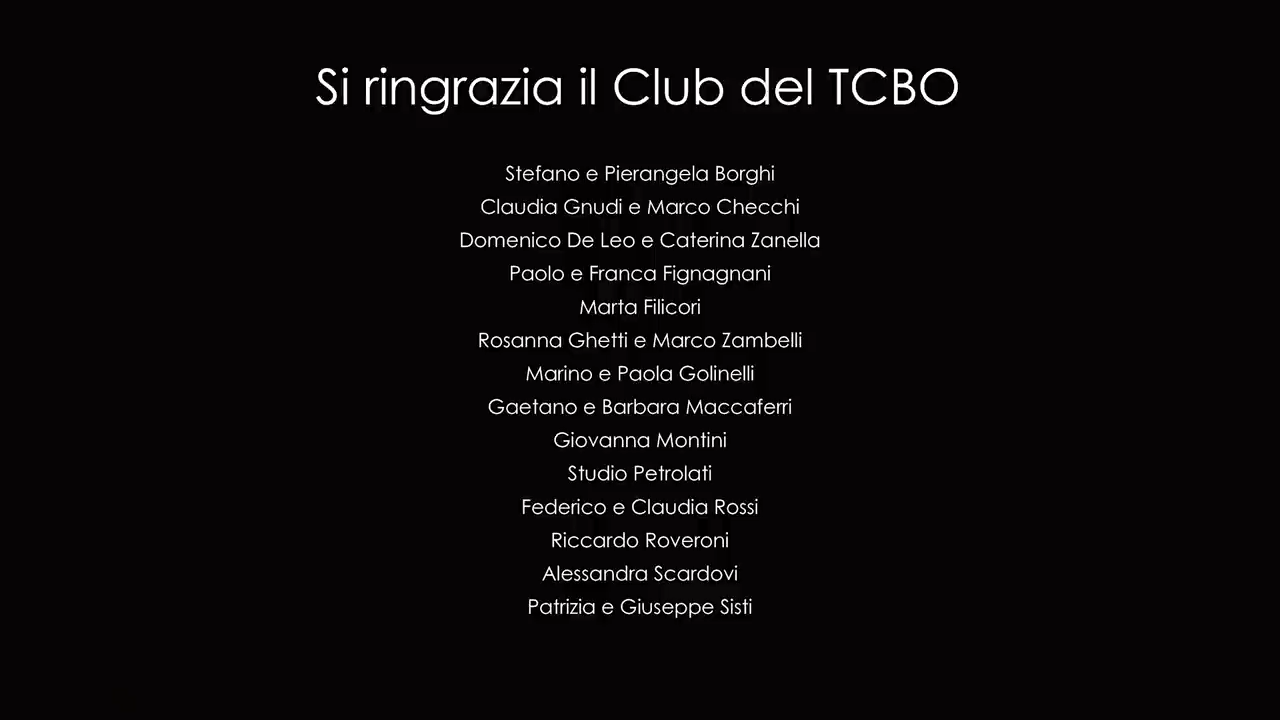 Si ringrazia il Club del TCBO
Stefano e Pierangela Borghi
Claudia Gnudi e Marco Checchi
Domenico De Leo e Caterina Zanella
Paolo e Franca Fignagnani
Marta Filicori
Rosanna Ghetti e Marco Zambelli
Marino e Paola Golinelli
Gaetano e Barbara Maccaferri
Giovanna Montini
Studio Petrolati
Federico e Claudia Rossi
Riccardo Roveroni
Alessandra Scardovi
Patrizia e Giuseppe Sisti